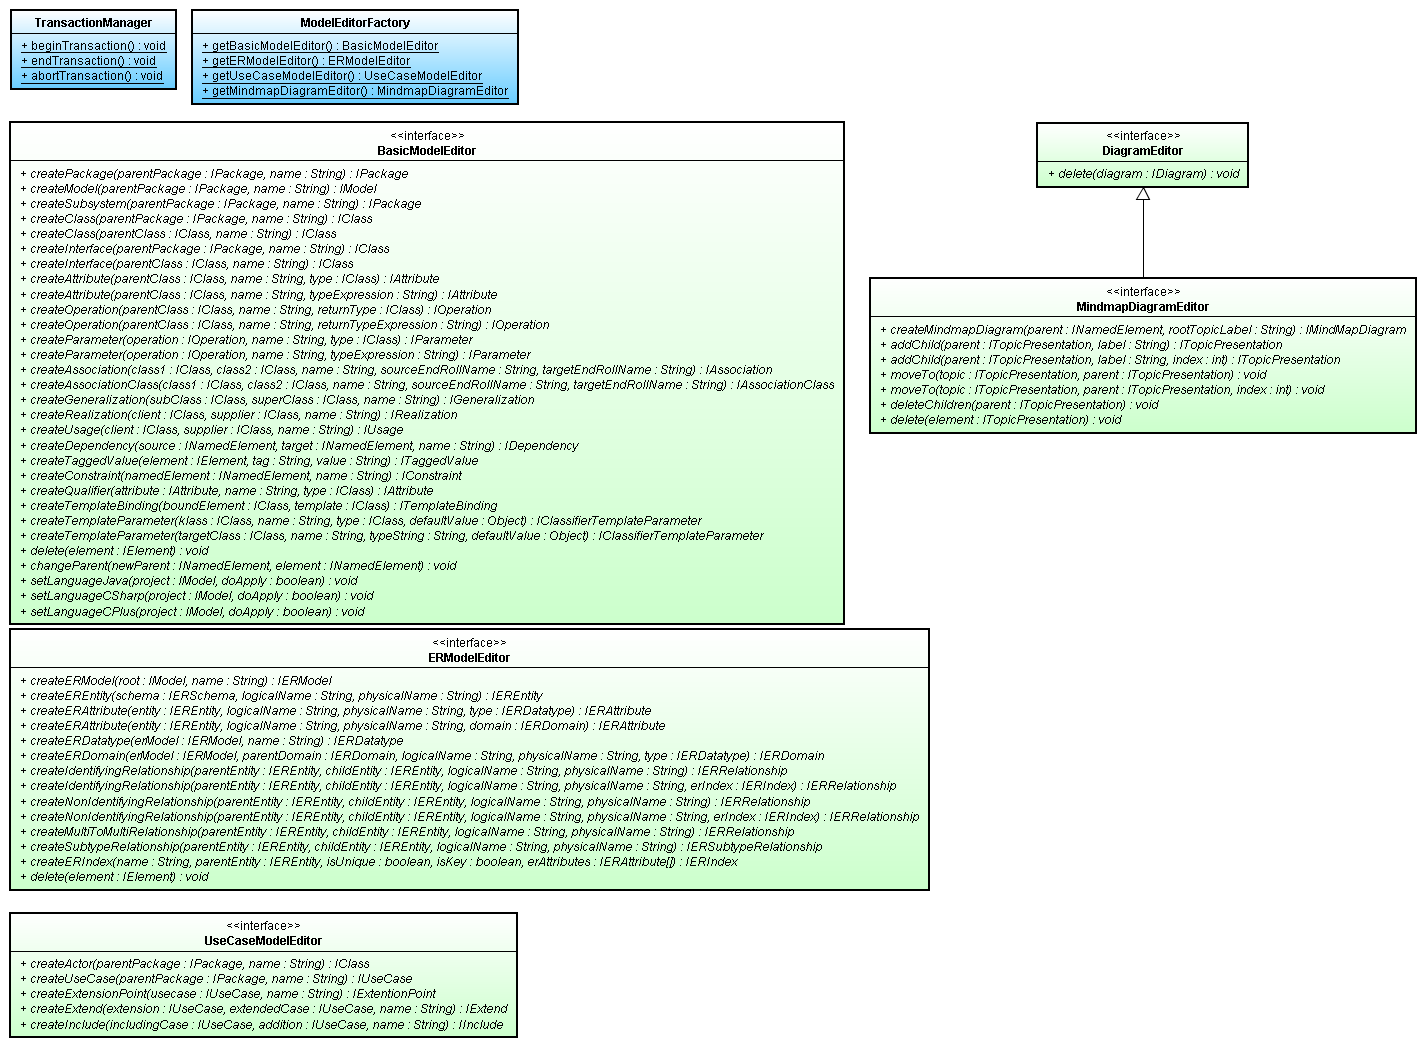 TransactionManager
+ beginTransaction() : void
+ endTransaction() : void
+ abortTransaction() : void
ModelEditorFactory
+ getBasicModelEditor() : BasicModelEditor
+ getERModelEditor() : ERModelEditor
+ getUseCaseModelEditor() : UseCaseModelEditor
+ getMindmapDiagramEditor() : MindmapDiagramEditor
<<interface>>
BasicModelEditor
+ createPackage(parentPackage : IPackage, name : String) : IPackage
+ createModel(parentPackage : IPackage, name : String) : IModel
+ createSubsystem(parentPackage : IPackage, name : String) : IPackage
+ createClass(parentPackage : IPackage, name : String) : IClass
+ createClass(parentClass : IClass, name : String) : IClass
+ createInterface(parentPackage : IPackage, name : String) : IClass
+ createInterface(parentClass : IClass, name : String) : IClass
+ createAttribute(parentClass : IClass, name : String, type : IClass) : IAttribute
+ createAttribute(parentClass : IClass, name : String, typeExpression : String) : IAttribute
+ createOperation(parentClass : IClass, name : String, returnType : IClass) : IOperation
+ createOperation(parentClass : IClass, name : String, returnTypeExpression : String) : IOperation
+ createParameter(operation : IOperation, name : String, type : IClass) : IParameter
+ createParameter(operation : IOperation, name : String, typeExpression : String) : IParameter
+ createAssociation(class1 : IClass, class2 : IClass, name : String, sourceEndRollName : String, targetEndRollName : String) : IAssociation
+ createAssociationClass(class1 : IClass, class2 : IClass, name : String, sourceEndRollName : String, targetEndRollName : String) : IAssociationClass
+ createGeneralization(subClass : IClass, superClass : IClass, name : String) : IGeneralization
+ createRealization(client : IClass, supplier : IClass, name : String) : IRealization
+ createUsage(client : IClass, supplier : IClass, name : String) : IUsage
+ createDependency(source : INamedElement, target : INamedElement, name : String) : IDependency
+ createTaggedValue(element : IElement, tag : String, value : String) : ITaggedValue
+ createConstraint(namedElement : INamedElement, name : String) : IConstraint
+ createQualifier(attribute : IAttribute, name : String, type : IClass) : IAttribute
+ createTemplateBinding(boundElement : IClass, template : IClass) : ITemplateBinding
+ createTemplateParameter(klass : IClass, name : String, type : IClass, defaultValue : Object) : IClassifierTemplateParameter
+ createTemplateParameter(targetClass : IClass, name : String, typeString : String, defaultValue : Object) : IClassifierTemplateParameter
+ delete(element : IElement) : void
+ changeParent(newParent : INamedElement, element : INamedElement) : void
+ setLanguageJava(project : IModel, doApply : boolean) : void
+ setLanguageCSharp(project : IModel, doApply : boolean) : void
+ setLanguageCPlus(project : IModel, doApply : boolean) : void
<<interface>>
DiagramEditor
+ delete(diagram : IDiagram) : void
<<interface>>
MindmapDiagramEditor
+ createMindmapDiagram(parent : INamedElement, rootTopicLabel : String) : IMindMapDiagram
+ addChild(parent : ITopicPresentation, label : String) : ITopicPresentation
+ addChild(parent : ITopicPresentation, label : String, index : int) : ITopicPresentation
+ moveTo(topic : ITopicPresentation, parent : ITopicPresentation) : void
+ moveTo(topic : ITopicPresentation, parent : ITopicPresentation, index : int) : void
+ deleteChildren(parent : ITopicPresentation) : void
+ delete(element : ITopicPresentation) : void
<<interface>>
ERModelEditor
+ createERModel(root : IModel, name : String) : IERModel
+ createEREntity(schema : IERSchema, logicalName : String, physicalName : String) : IEREntity
+ createERAttribute(entity : IEREntity, logicalName : String, physicalName : String, type : IERDatatype) : IERAttribute
+ createERAttribute(entity : IEREntity, logicalName : String, physicalName : String, domain : IERDomain) : IERAttribute
+ createERDatatype(erModel : IERModel, name : String) : IERDatatype
+ createERDomain(erModel : IERModel, parentDomain : IERDomain, logicalName : String, physicalName : String, type : IERDatatype) : IERDomain
+ createIdentifyingRelationship(parentEntity : IEREntity, childEntity : IEREntity, logicalName : String, physicalName : String) : IERRelationship
+ createIdentifyingRelationship(parentEntity : IEREntity, childEntity : IEREntity, logicalName : String, physicalName : String, erIndex : IERIndex) : IERRelationship
+ createNonIdentifyingRelationship(parentEntity : IEREntity, childEntity : IEREntity, logicalName : String, physicalName : String) : IERRelationship
+ createNonIdentifyingRelationship(parentEntity : IEREntity, childEntity : IEREntity, logicalName : String, physicalName : String, erIndex : IERIndex) : IERRelationship
+ createMultiToMultiRelationship(parentEntity : IEREntity, childEntity : IEREntity, logicalName : String, physicalName : String) : IERRelationship
+ createSubtypeRelationship(parentEntity : IEREntity, childEntity : IEREntity, logicalName : String, physicalName : String) : IERSubtypeRelationship
+ createERIndex(name : String, parentEntity : IEREntity, isUnique : boolean, isKey : boolean, erAttributes : IERAttribute[]) : IERIndex
+ delete(element : IElement) : void
<<interface>>
UseCaseModelEditor
+ createActor(parentPackage : IPackage, name : String) : IClass
+ createUseCase(parentPackage : IPackage, name : String) : IUseCase
+ createExtensionPoint(usecase : IUseCase, name : String) : IExtentionPoint
+ createExtend(extension : IUseCase, extendedCase : IUseCase, name : String) : IExtend
+ createInclude(includingCase : IUseCase, addition : IUseCase, name : String) : IInclude